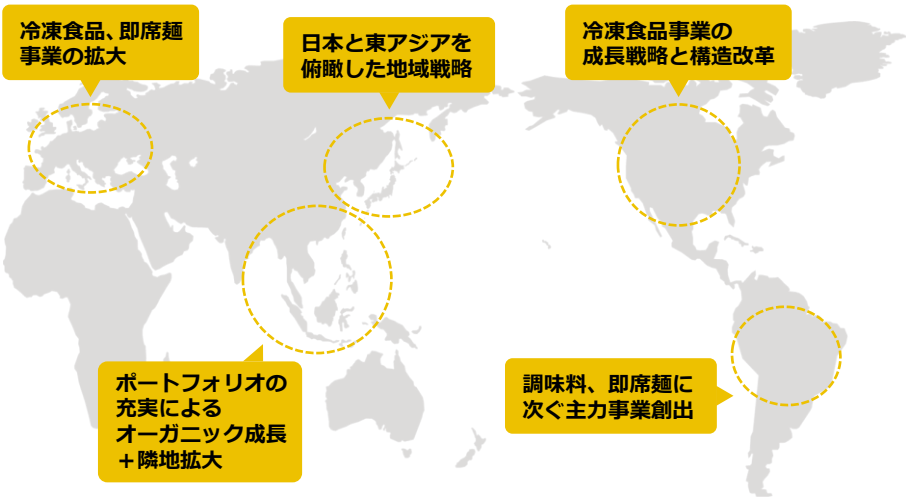 冷凍食品、即席麺
事業の拡大
日本と東アジアを
俯瞰した地域戦略
冷凍食品事業の
成長戦略と構造改革
ポートフォリオの
充実による
オーガニック成長
＋隣地拡大
調味料、即席麺に
次ぐ主力事業創出